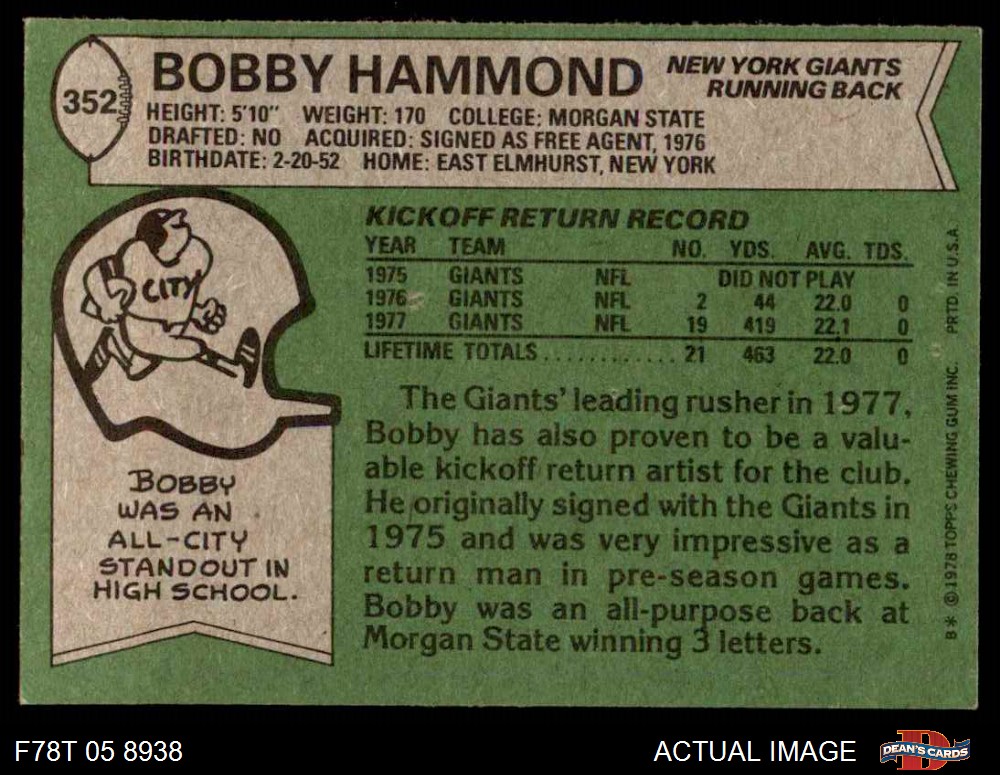 352
BOBBY HAMMOND
NEW YORK GIANTS
RUNNING BACK
HEIGHT: 5'10" WEIGHT: 170 COLLEGE: MORGAN STATE
DRAFTED: NO ACQUIRED: SIGNED AS FREE AGENT, 1976
BIRTHDATE: 2-20-52 HOME: EAST ELMHURST, NEW YORK
CITY
BOBBY
WAS AN
ALL-CITY
STANDOUT IN
HIGH SCHOOL.
KICKOFF RETURN RECORD
YEAR TEAM NO. YDS. AVG. TDS.
1975 GIANTS NFL DID NOT PLAY
1976 GIANTS NFL 2 44 22.0 0
1977 GIANTS NFL 19 419 22.1 0
LIFETIME TOTALS............ 21 463 22.0 0
The Giants' leading rusher in 1977,
Bobby has also proven to be a valu-
able kickoff return artist for the club.
He originally signed with the Giants in
1975 and was very impressive as a
return man in pre-season games.
Bobby was an all-purpose back at
Morgan State winning 3 letters.
B* © 1978 TOPPS CHEWING GUM INC. PRTD. IN U.S.A.
F78T 05 8938
ACTUAL IMAGE
DEAN'S CARDS